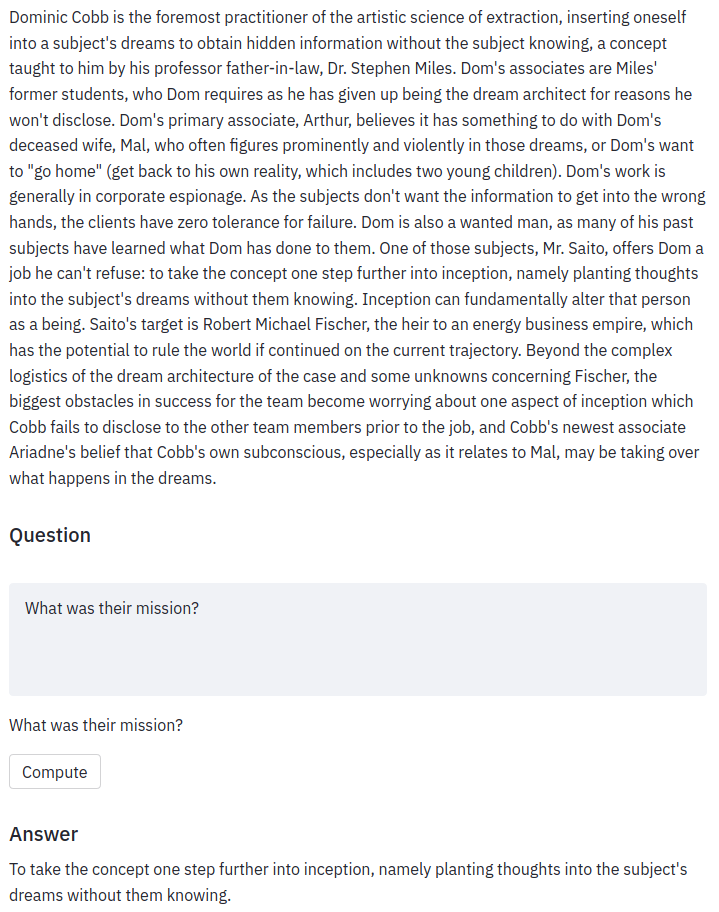 Dominic Cobb is the foremost practitioner of the artistic science of extraction, inserting oneself
into a subject's dreams to obtain hidden information without the subject knowing, a concept
taught to him by his professor father-in-law, Dr. Stephen Miles. Dom's associates are Miles'
former students, who Dom requires as he has given up being the dream architect for reasons he
won't disclose. Dom's primary associate, Arthur, believes it has something to do with Dom's
deceased wife, Mal, who often figures prominently and violently in those dreams, or Dom's want
to "go home" (get back to his own reality, which includes two young children). Dom's work is
generally in corporate espionage. As the subjects don't want the information to get into the wrong
hands, the clients have zero tolerance for failure. Dom is also a wanted man, as many of his past
subjects have learned what Dom has done to them. One of those subjects, Mr. Saito, offers Dom a
job he can't refuse: to take the concept one step further into inception, namely planting thoughts
into the subject's dreams without them knowing. Inception can fundamentally alter that person
as a being. Saito's target is Robert Michael Fischer, the heir to an energy business empire, which
has the potential to rule the world if continued on the current trajectory. Beyond the complex
logistics of the dream architecture of the case and some unknowns concerning Fischer, the
biggest obstacles in success for the team become worrying about one aspect of inception which
Cobb fails to disclose to the other team members prior to the job, and Cobb's newest associate
Ariadne's belief that Cobb's own subconscious, especially as it relates to Mal, may be taking over
what happens in the dreams.
Question
What was their mission?
What was their mission?
Compute
Answer
To take the concept one step further into inception, namely planting thoughts into the subject's
dreams without them knowing.